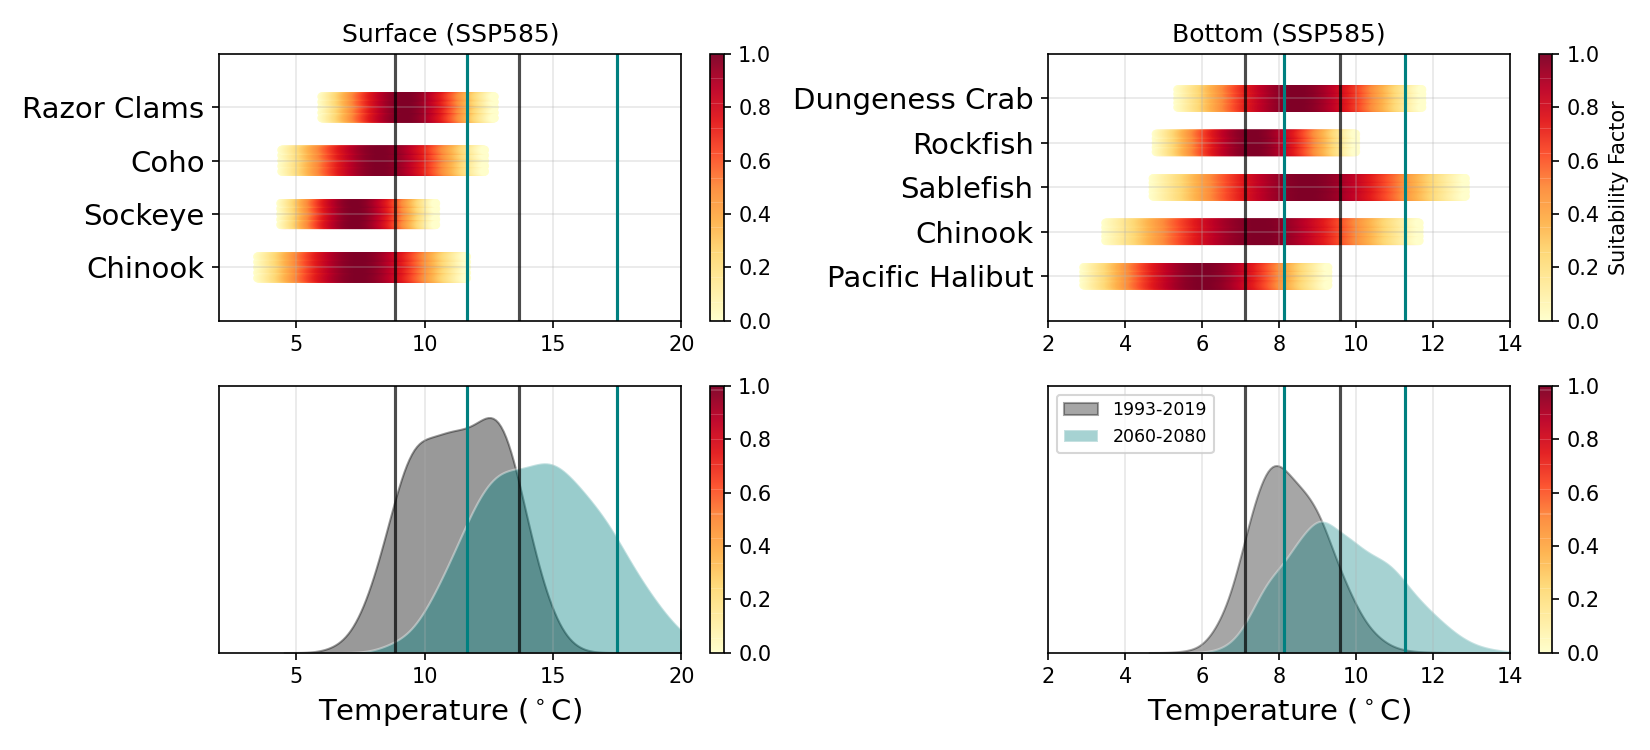 Surface (SSP585)
Razor Clams
Coho
Sockeye
Chinook
5 10 15 20
1.0
0.8
0.6
0.4
0.2
0.0
Bottom (SSP585)
Dungeness Crab
Rockfish
Sablefish
Chinook
Pacific Halibut
2 4 6 8 10 12 14
1.0
0.8
0.6
0.4
0.2
0.0
Suitability Factor
5 10 15 20
Temperature (°C)
1.0
0.8
0.6
0.4
0.2
0.0
1993-2019
2060-2080
2 4 6 8 10 12 14
Temperature (°C)
1.0
0.8
0.6
0.4
0.2
0.0